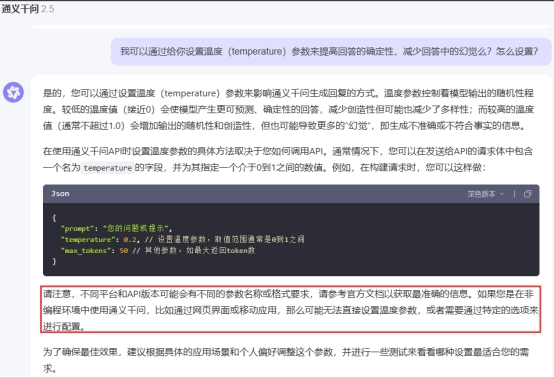 通义千问 2.5
我可以通过给你设置温度（temperature）参数来提高回答的确定性，减少回答中的幻觉么？怎么设置？
是的，您可以通过设置温度（temperature）参数来影响通义千问生成回复的方式。温度参数控制着模型输出的随机性程
度。较低的温度值（接近0）会使模型产生更可预测、确定性的回答，减少创造性但可能也减少了多样性；而较高的温度
值（通常不超过1.0）会增加输出的随机性和创造性，但也可能导致更多的“幻觉”，即生成不准确或不符合事实的信息。
在使用通义千问API时设置温度参数的具体方法取决于您如何调用API。通常情况下，您可以在发送给API的请求体中包含
一个名为 temperature 的字段，并为其指定一个介于0到1之间的数值。例如，在构建请求时，您可以这样做：
Json
深色版本
{
"prompt": "您的问题或提示",
"temperature": 0.2, // 设置温度参数，取值范围通常是0到1之间
"max_tokens": 50 // 其他参数，如最大返回token数
}
请注意，不同平台和API版本可能会有不同的参数名称或格式要求，请参考官方文档以获取最准确的信息。如果您是在非
编程环境中使用通义千问，比如通过网页界面或移动应用，那么可能无法直接设置温度参数，或者需要通过特定的选项来
进行配置。
为了确保最佳效果，建议根据具体的应用场景和个人偏好调整这个参数，并进行一些测试来看看哪种设置最适合您的需
求。